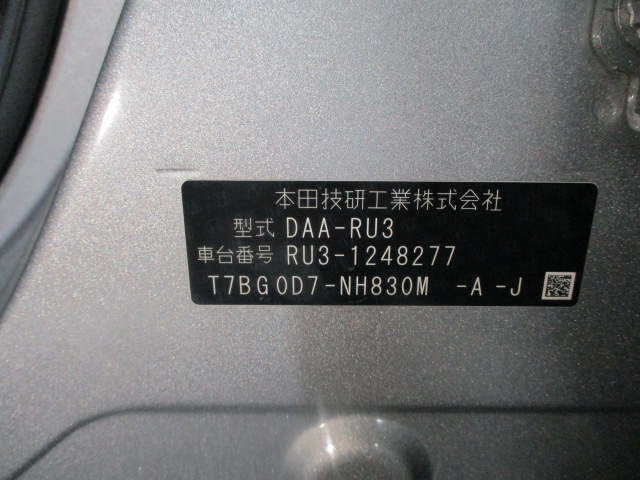 本田技研工業株式会社
型式 DAA-RU3
車台番号 RU3-1248277
T7BG0D7-NH830M -A -J